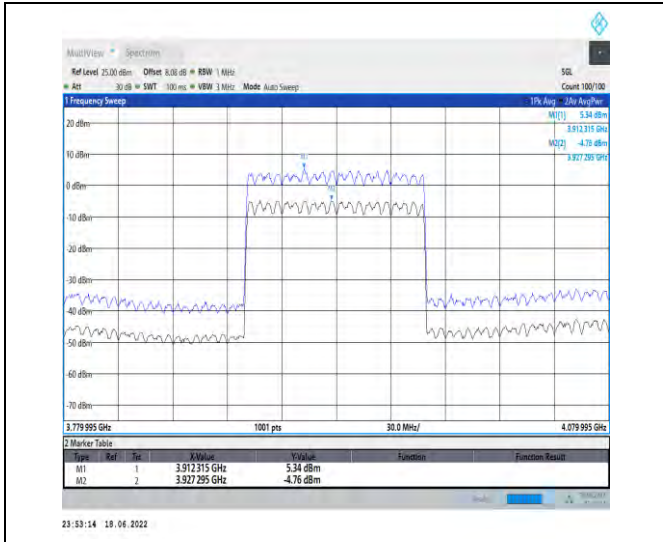 MultiView Spectrum
Ref Level 25.00 dBm Offset 8.08 dB RBW 1 MHz SGL
Att 30 dB SWT 100 ms VBW 3 MHz Mode Auto Sweep Count 100/100
1 Frequency Sweep 1Pk Avg 2Av AvgPwr
M1[1] 5.34 dBm
3.912 315 GHz
M2[2] -4.76 dBm
3.927 295 GHz
20 dBm
10 dBm
M1
0 dBm
M2
-10 dBm
-20 dBm
-30 dBm
-40 dBm
-50 dBm
-60 dBm
-70 dBm
3.779 995 GHz 1001 pts 30.0 MHz/ 4.079 995 GHz
2 Marker Table
Type Ref Trc X-Value Y-Value Function Function Result
M1 1 3.912 315 GHz 5.34 dBm
M2 2 3.927 295 GHz -4.76 dBm
23:53:14 18.06.2022